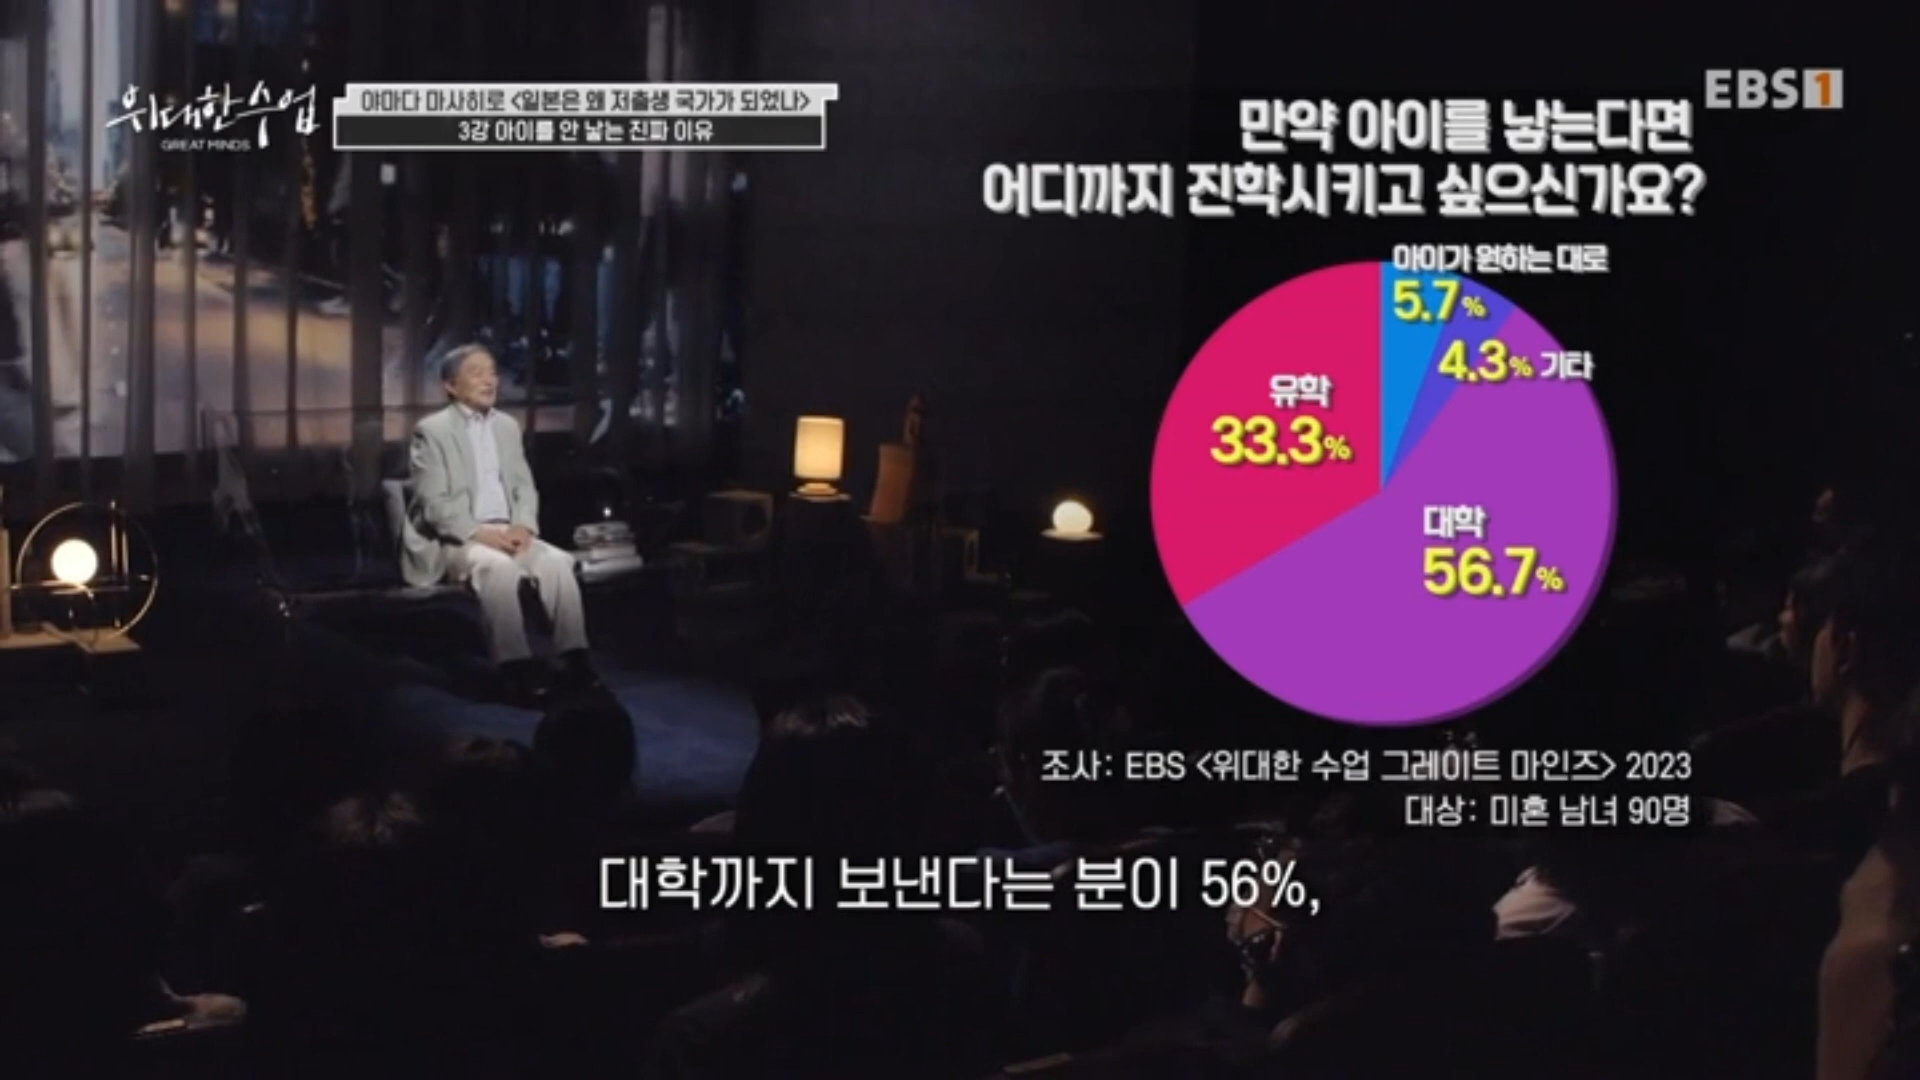 위대한 수업
GREAT MINDS
야마다 마사히로 <일본은 왜 저출생 국가가 되었나>
3강 아이를 안 낳는 진짜 이유
EBS1
만약 아이를 낳는다면
어디까지 진학시키고 싶으신가요?
아이가 원하는 대로
5.7%
4.3% 기타
유학
33.3%
대학
56.7%
조사: EBS <위대한 수업 그레이트 마인즈> 2023
대상: 미혼 남녀 90명
대학까지 보낸다는 분이 56%,